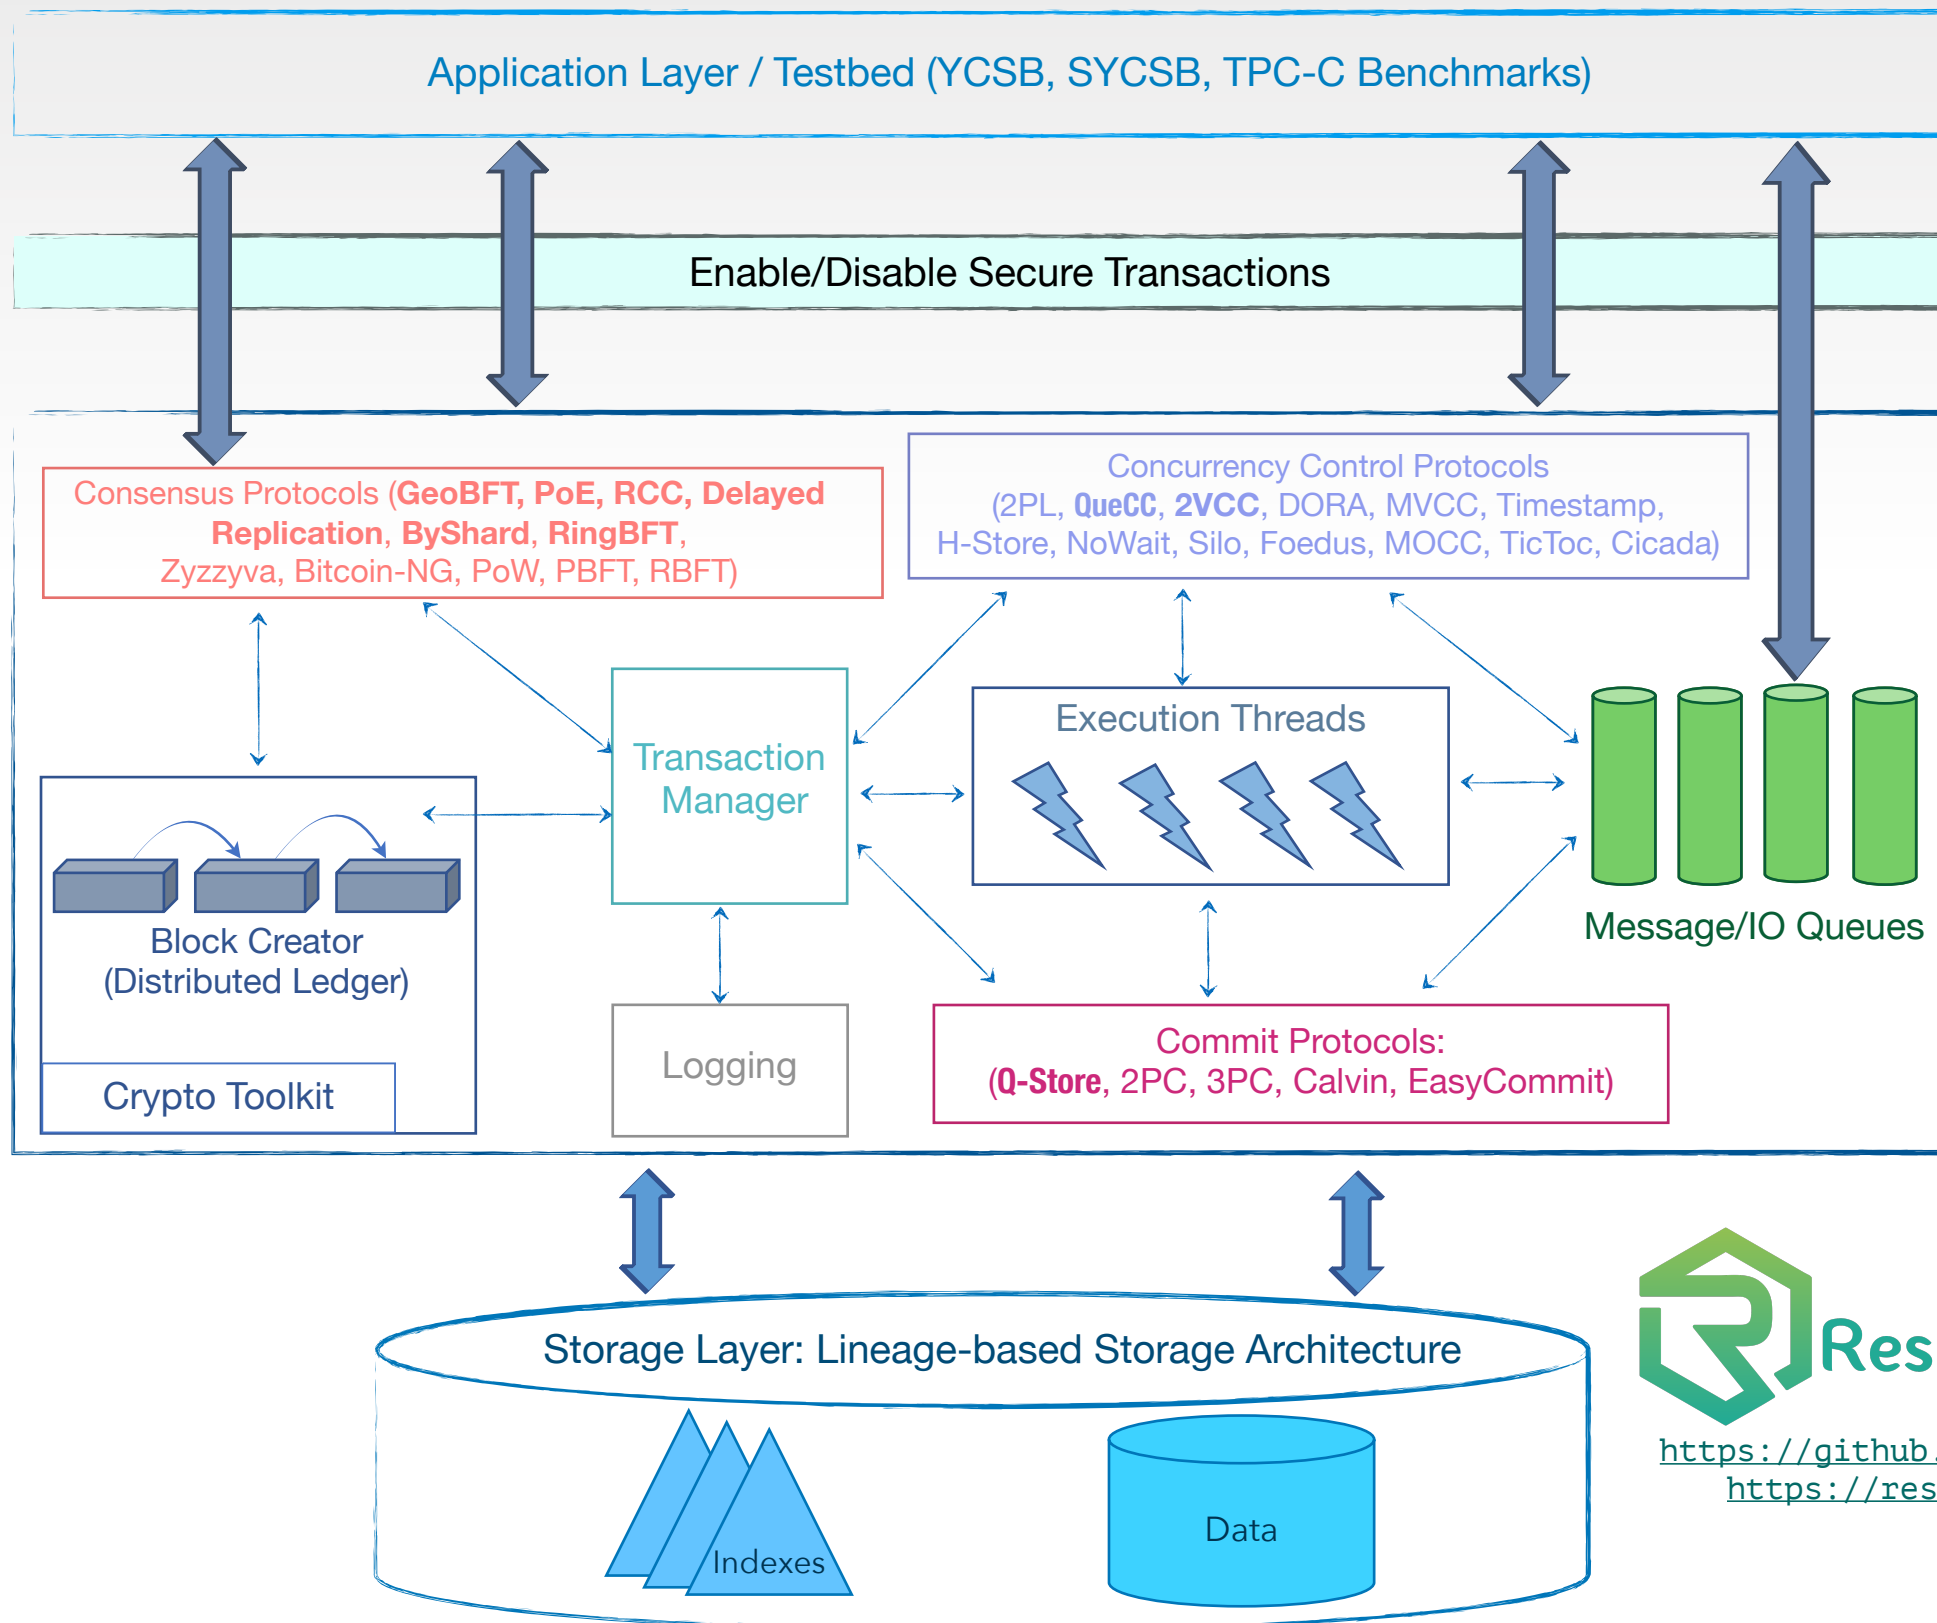 Application Layer / Testbed (YCSB, SYCSB, TPC-C Benchmarks)
Enable/Disable Secure Transactions
Consensus Protocols (GeoBFT, PoE, RCC, Delayed
Replication, ByShard, RingBFT,
Zyzzyva, Bitcoin-NG, PoW, PBFT, RBFT)
Concurrency Control Protocols
(2PL, QueCC, 2VCC, DORA, MVCC, Timestamp,
H-Store, NoWait, Silo, Foedus, MOCC, TicToc, Cicada)
Transaction
Manager
Execution Threads
Message/IO Queues
Block Creator
(Distributed Ledger)
Crypto Toolkit
Logging
Commit Protocols:
(Q-Store, 2PC, 3PC, Calvin, EasyCommit)
Storage Layer: Lineage-based Storage Architecture
Indexes
Data
Res
https://github.
https://res